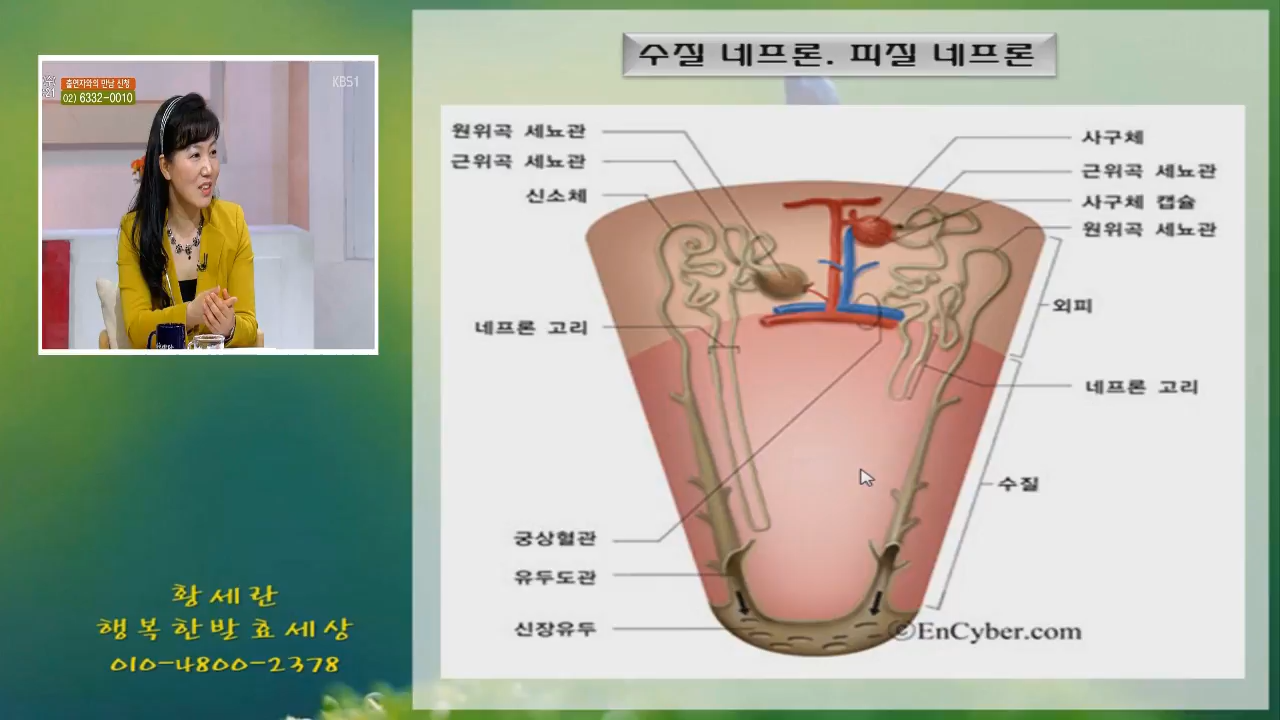 수질 네프론. 피질 네프론
출연자와의 만남 신청
02) 6332-0010
KBS1
원위곡 세뇨관
근위곡 세뇨관
신소체
네프론 고리
궁상혈관
유두도관
신장유두
사구체
근위곡 세뇨관
사구체 캡슐
원위곡 세뇨관
외피
네프론 고리
수질
©EnCyber.com
황세란
행복한발효세상
010-4800-2378